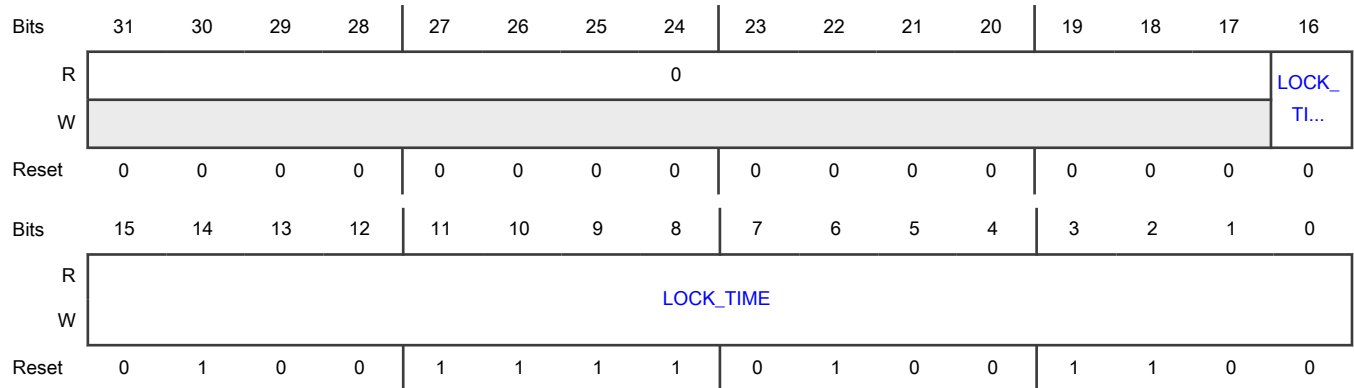 Bits 31 30 29 28 27 26 25 24 23 22 21 20 19 18 17 16
R 0 LOCK_
W TI...
Reset 0 0 0 0 0 0 0 0 0 0 0 0 0 0 0 0
Bits 15 14 13 12 11 10 9 8 7 6 5 4 3 2 1 0
R
LOCK_TIME
W
Reset 0 1 0 0 1 1 1 1 0 1 0 0 1 1 0 0